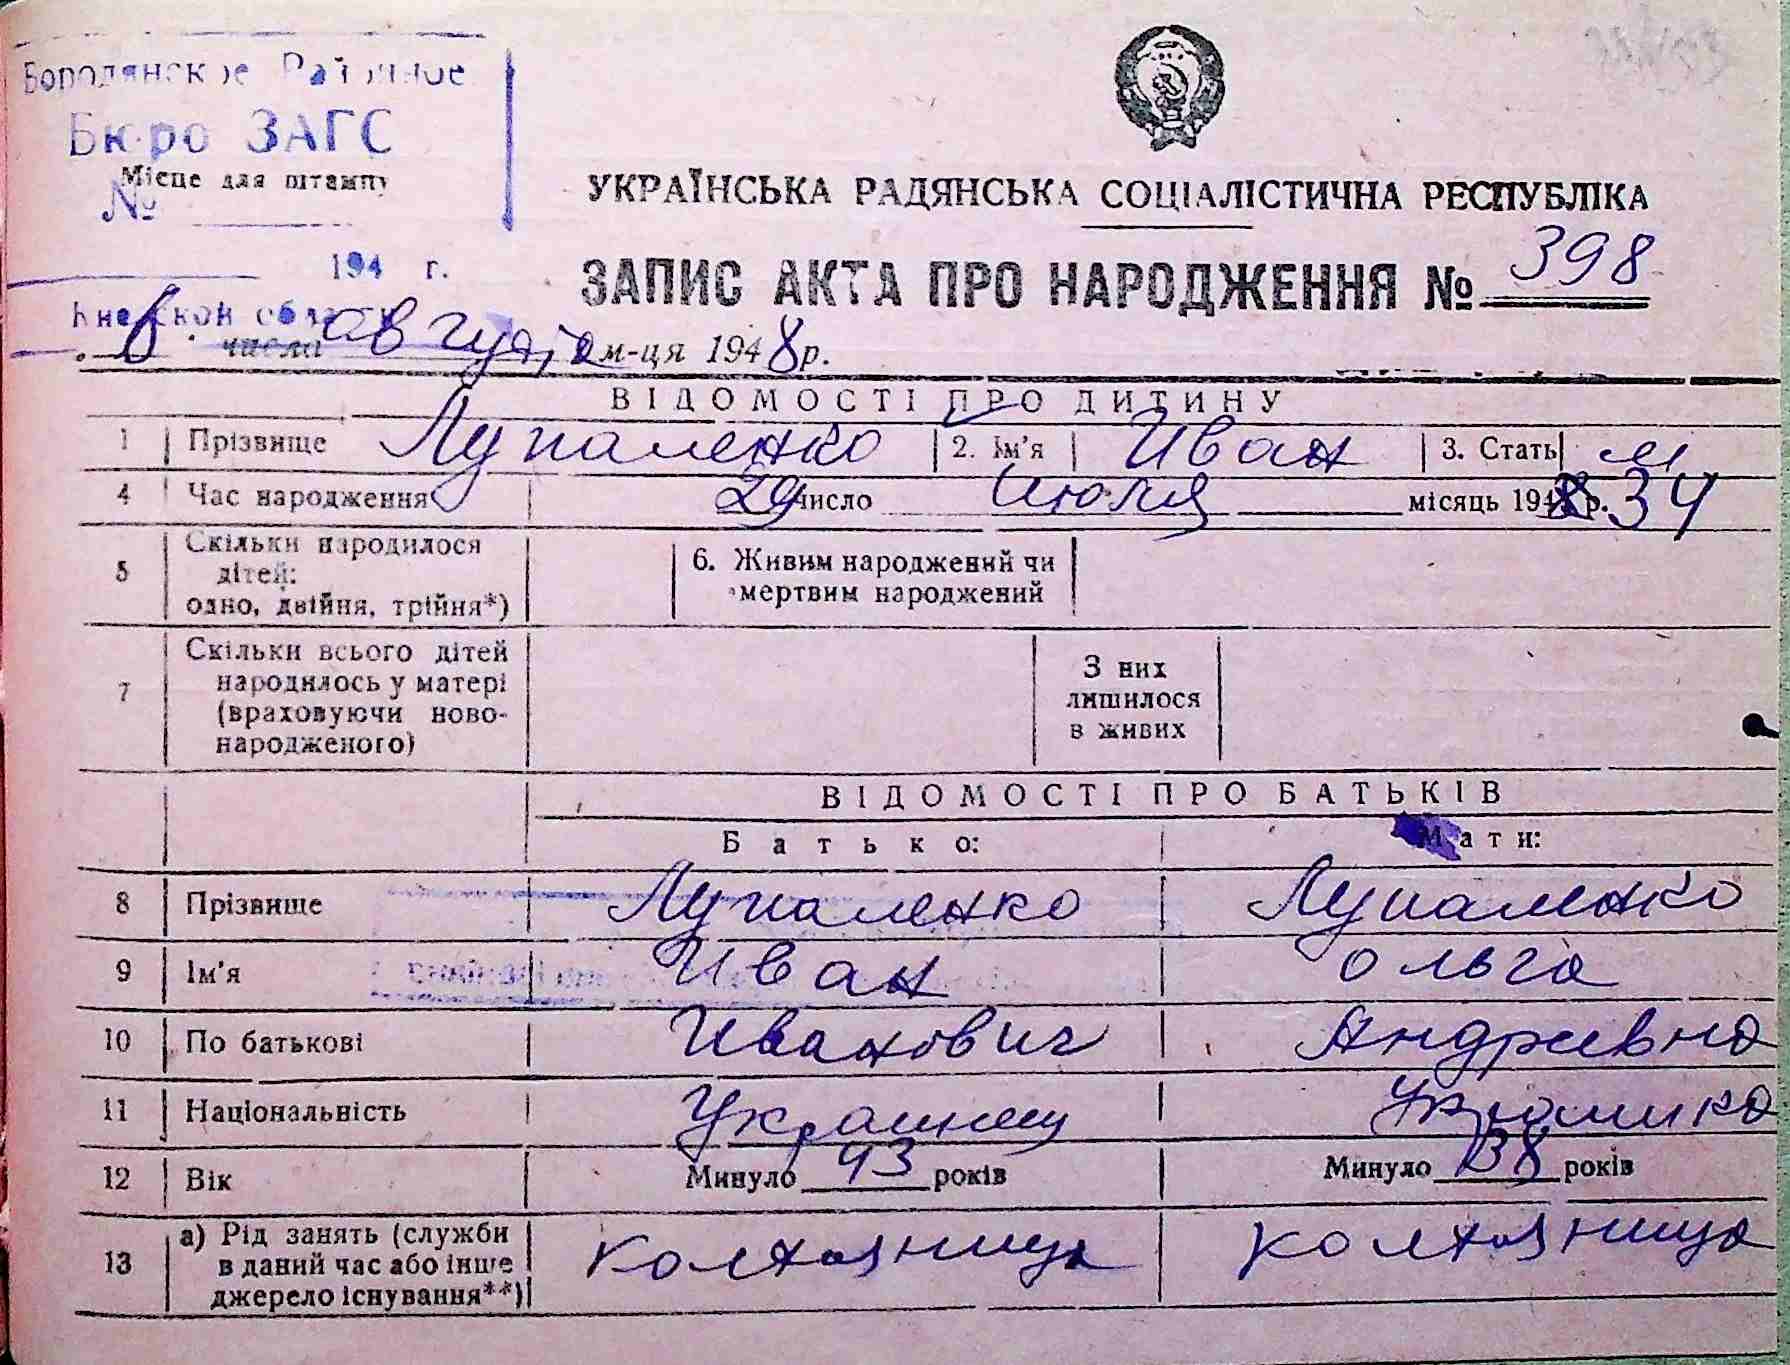 Бородянское Районное
Бюро ЗАГС
Місце для штампу
№
194 г.
Киевской области
УКРАЇНСЬКА РАДЯНСЬКА СОЦІАЛІСТИЧНА РЕСПУБЛІКА
ЗАПИС АКТА ПРО НАРОДЖЕННЯ № 398
6 числа августа м-ця 1948 р.
ВІДОМОСТІ ПРО ДИТИНУ
1 Прізвище Лупаленко 2. Ім'я Иван 3. Стать м
4 Час народження 29 число Июля місяць 1948 р. 34
5 Скільки народилося
дітей:
одно, двійня, трійня*)
6. Живим народжений чи
мертвим народжений
7 Скільки всього дітей
народилось у матері
(враховуючи ново-
народженого)
З них
лишилося
в живих
ВІДОМОСТІ ПРО БАТЬКІВ
Батько: Мати:
8 Прізвище Лупаленко Лупаленко
9 Ім'я Иван Ольга
10 По батькові Иванович Андреевна
11 Національність Украинец Украинка
12 Вік Минуло 43 років Минуло 38 років
13 а) Рід занять (служби
в даний час або інше
джерело існування**)
колхозница колхозница